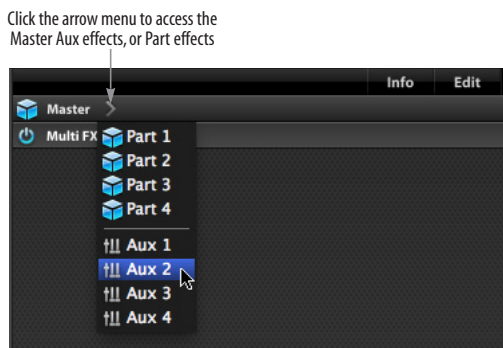 Click the arrow menu to access the
Master Aux effects, or Part effects
Info Edit
Master
Multi FX
Part 1
Part 2
Part 3
Part 4
Aux 1
Aux 2
Aux 3
Aux 4